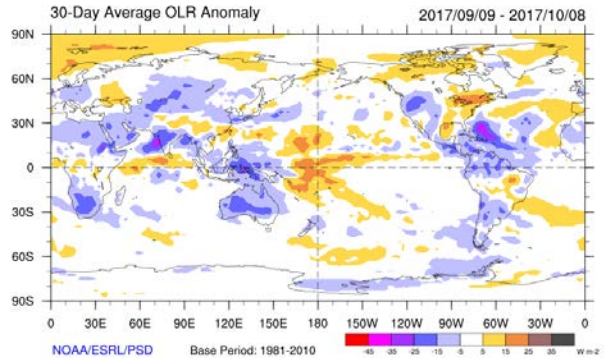 30-Day Average OLR Anomaly 2017/09/09 - 2017/10/08
90N
60N
30N
0
30S
60S
90S
0 30E 60E 90E 120E 150E 180 150W 120W 90W 60W 30W 0
NOAA/ESRL/PSD Base Period: 1981-2010
-45 -35 -25 -15 -5 5 15 25 35 W m-2